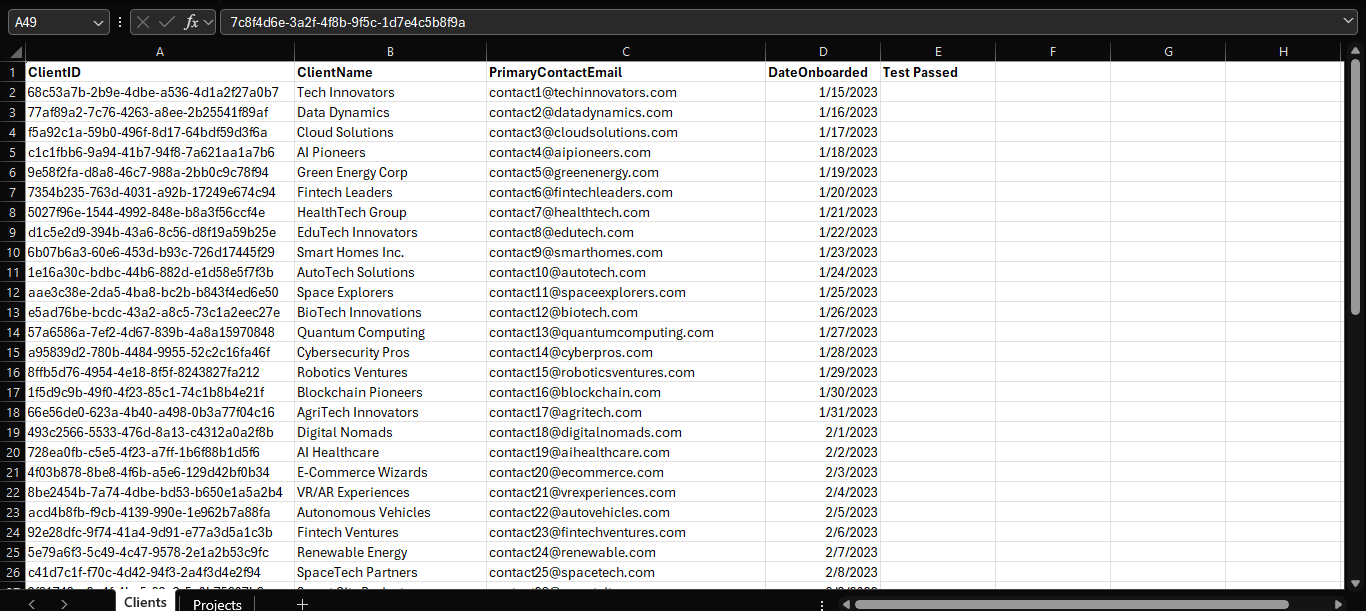 A49 fx 7c8f4d6e-3a2f-4f8b-9f5c-1d7e4c5b8f9a
A B C D E F G H
1 ClientID ClientName PrimaryContactEmail DateOnboarded Test Passed
2 68c53a7b-2b9e-4dbe-a536-4d1a2f27a0b7 Tech Innovators contact1@techinnovators.com 1/15/2023
3 77af89a2-7c76-4263-a8ee-2b25541f89af Data Dynamics contact2@datadynamics.com 1/16/2023
4 f5a92c1a-59b0-496f-8d17-64bdf59d3f6a Cloud Solutions contact3@cloudsolutions.com 1/17/2023
5 c1c1fbb6-9a94-41b7-94f8-7a621aa1a7b6 AI Pioneers contact4@aipioneers.com 1/18/2023
6 9e58f2fa-d8a8-46c7-988a-2bb0c9c78f94 Green Energy Corp contact5@greenenergy.com 1/19/2023
7 7354b235-763d-4031-a92b-17249e674c94 Fintech Leaders contact6@fintechleaders.com 1/20/2023
8 5027f96e-1544-4992-848e-b8a3f56ccf4e HealthTech Group contact7@healthtech.com 1/21/2023
9 d1c5e2d9-394b-43a6-8c56-d8f19a59b25e EduTech Innovators contact8@edutech.com 1/22/2023
10 6b07b6a3-60e6-453d-b93c-726d17445f29 Smart Homes Inc. contact9@smarthomes.com 1/23/2023
11 1e16a30c-bdbc-44b6-882d-e1d58e5f7f3b AutoTech Solutions contact10@autotech.com 1/24/2023
12 aae3c38e-2da5-4ba8-bc2b-b843f4ed6e50 Space Explorers contact11@spaceexplorers.com 1/25/2023
13 e5ad76be-bcdc-43a2-a8c5-73c1a2eec27e BioTech Innovations contact12@biotech.com 1/26/2023
14 57a6586a-7ef2-4d67-839b-4a8a15970848 Quantum Computing contact13@quantumcomputing.com 1/27/2023
15 a95839d2-780b-4484-9955-52c2c16fa46f Cybersecurity Pros contact14@cyberpros.com 1/28/2023
16 8ffb5d76-4954-4e18-8f5f-8243827fa212 Robotics Ventures contact15@roboticsventures.com 1/29/2023
17 1f5d9c9b-49f0-4f23-85c1-74c1b8b4e21f Blockchain Pioneers contact16@blockchain.com 1/30/2023
18 66e56de0-623a-4b40-a498-0b3a77f04c16 AgriTech Innovators contact17@agritech.com 1/31/2023
19 493c2566-5533-476d-8a13-c4312a0a2f8b Digital Nomads contact18@digitalnomads.com 2/1/2023
20 728ea0fb-c5e5-4f23-a7ff-1b6f88b1d5f6 AI Healthcare contact19@aihealthcare.com 2/2/2023
21 4f03b878-8be8-4f6b-a5e6-129d42bf0b34 E-Commerce Wizards contact20@ecommerce.com 2/3/2023
22 8be2454b-7a74-4dbe-bd53-b650e1a5a2b4 VR/AR Experiences contact21@vrexperiences.com 2/4/2023
23 acd4b8fb-f9cb-4139-990e-1e962b7a88fa Autonomous Vehicles contact22@autovehicles.com 2/5/2023
24 92e28dfc-9f74-41a4-9d91-e77a3d5a1c3b Fintech Ventures contact23@fintechventures.com 2/6/2023
25 5e79a6f3-5c49-4c47-9578-2e1a2b53c9fc Renewable Energy contact24@renewable.com 2/7/2023
26 c41d7c1f-f70c-4d42-94f3-2a4f3d4e2f94 SpaceTech Partners contact25@spacetech.com 2/8/2023
Clients Projects